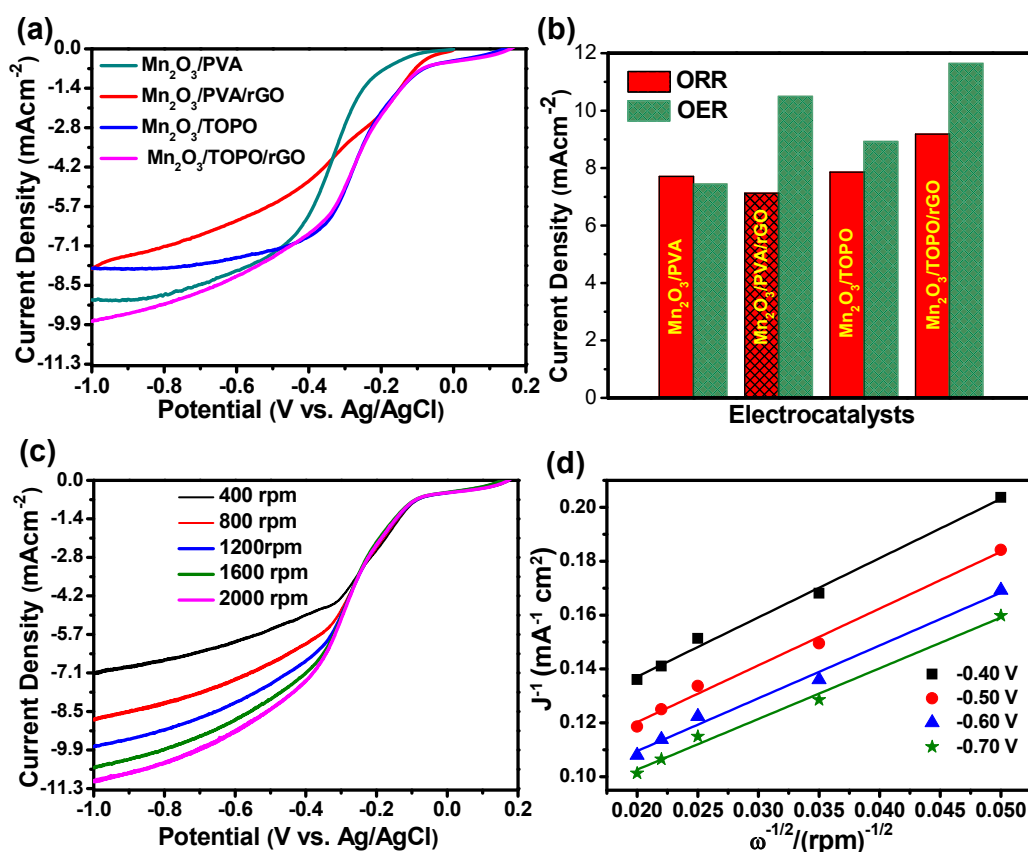 (a)
0.0
-1.4
-2.8
-4.2
-5.7
-7.1
-8.5
-9.9
-11.3
Current Density (mAcm⁻²)
Mn₂O₃/PVA
Mn₂O₃/PVA/rGO
Mn₂O₃/TOPO
Mn₂O₃/TOPO/rGO
-1.0 -0.8 -0.6 -0.4 -0.2 0.0 0.2
Potential (V vs. Ag/AgCl)
(b)
12
10
8
6
4
2
0
Current Density (mAcm⁻²)
ORR
OER
Mn₂O₃/PVA
Mn₂O₃/PVA/rGO
Mn₂O₃/TOPO
Mn₂O₃/TOPO/rGO
Electrocatalysts
(c)
0.0
-1.4
-2.8
-4.2
-5.7
-7.1
-8.5
-9.9
-11.3
Current Density (mAcm⁻²)
400 rpm
800 rpm
1200rpm
1600 rpm
2000 rpm
-1.0 -0.8 -0.6 -0.4 -0.2 0.0 0.2
Potential (V vs. Ag/AgCl)
(d)
0.20
0.18
0.16
0.14
0.12
0.10
J⁻¹ (mA⁻¹ cm²)
-0.40 V
-0.50 V
-0.60 V
-0.70 V
0.020 0.025 0.030 0.035 0.040 0.045 0.050
ω⁻¹/²/(rpm)⁻¹/²